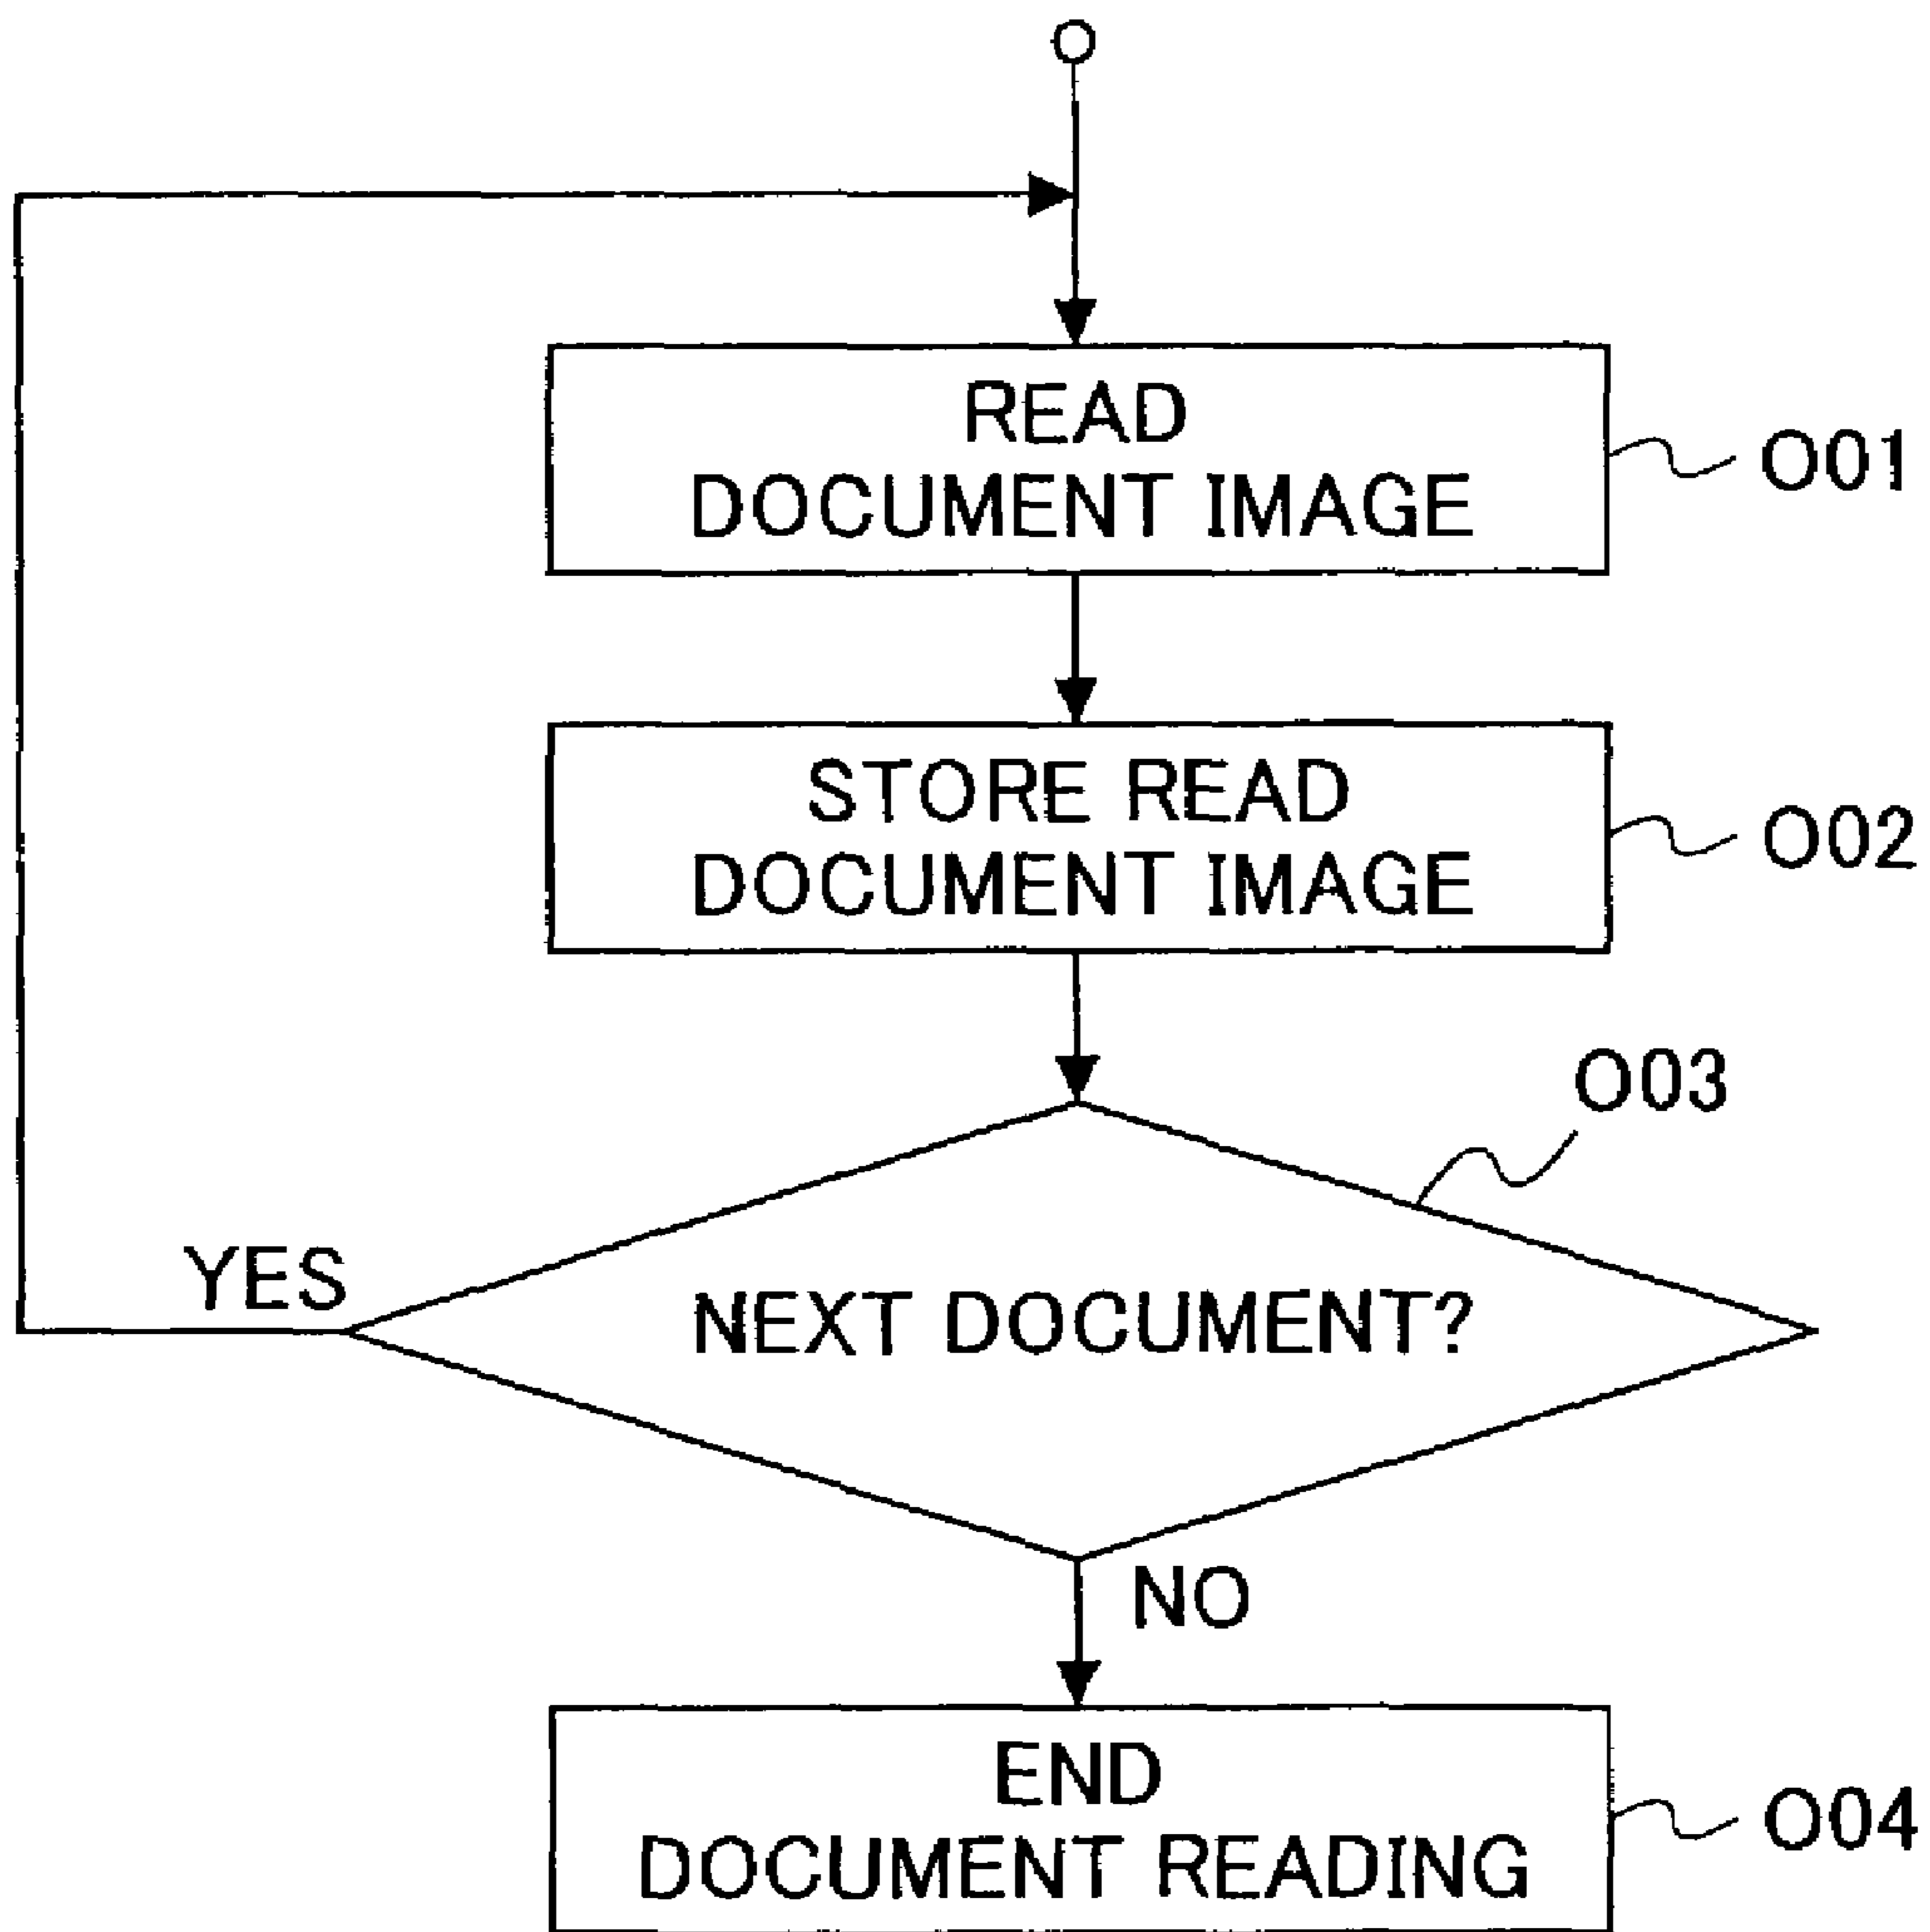 READ
DOCUMENT IMAGE
O01
STORE READ
DOCUMENT IMAGE
O02
O03
YES
NEXT DOCUMENT?
NO
END
DOCUMENT READING
O04